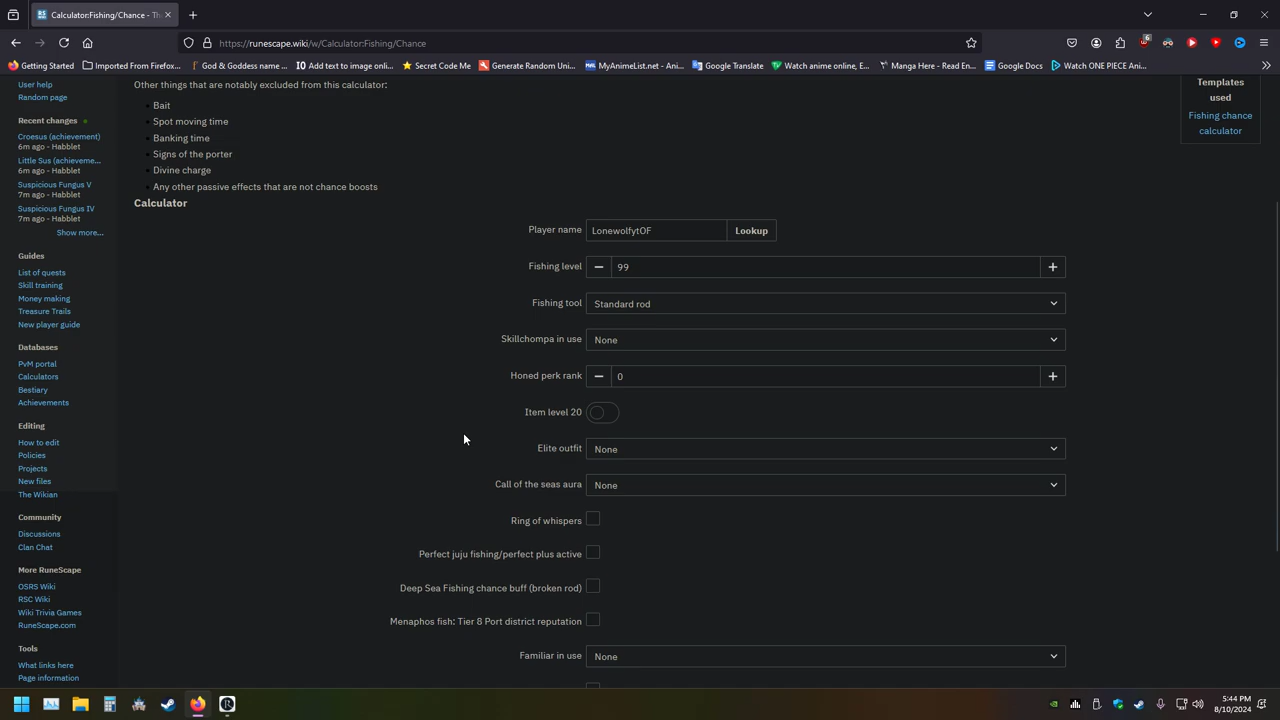 Calculator:Fishing/Chance - Th
https://runescape.wiki/w/Calculator:Fishing/Chance
Getting Started
Imported From Firefox...
God & Goddess name ...
Add text to image onli...
Secret Code Me
Generate Random Uni...
MyAnimeList.net - Ani...
Google Translate
Watch anime online, E...
Manga Here - Read En...
Google Docs
Watch ONE PIECE Ani...
User help
Random page
Recent changes
Croesus (achievement)
6m ago - Habblet
Little Sus (achieveme...
6m ago - Habblet
Suspicious Fungus V
7m ago - Habblet
Suspicious Fungus IV
7m ago - Habblet
Show more...
Guides
List of quests
Skill training
Money making
Treasure Trails
New player guide
Databases
PvM portal
Calculators
Bestiary
Achievements
Editing
How to edit
Policies
Projects
New files
The Wikian
Community
Discussions
Clan Chat
More RuneScape
OSRS Wiki
RSC Wiki
Wiki Trivia Games
RuneScape.com
Tools
What links here
Page information
Other things that are notably excluded from this calculator:
Bait
Spot moving time
Banking time
Signs of the porter
Divine charge
Any other passive effects that are not chance boosts
Calculator
Player name LonewolfytOF Lookup
Fishing level 99
Fishing tool Standard rod
Skillchompa in use None
Honed perk rank 0
Item level 20
Elite outfit None
Call of the seas aura None
Ring of whispers
Perfect juju fishing/perfect plus active
Deep Sea Fishing chance buff (broken rod)
Menaphos fish: Tier 8 Port district reputation
Familiar in use None
Templates
used
Fishing chance
calculator
5:44 PM
8/10/2024